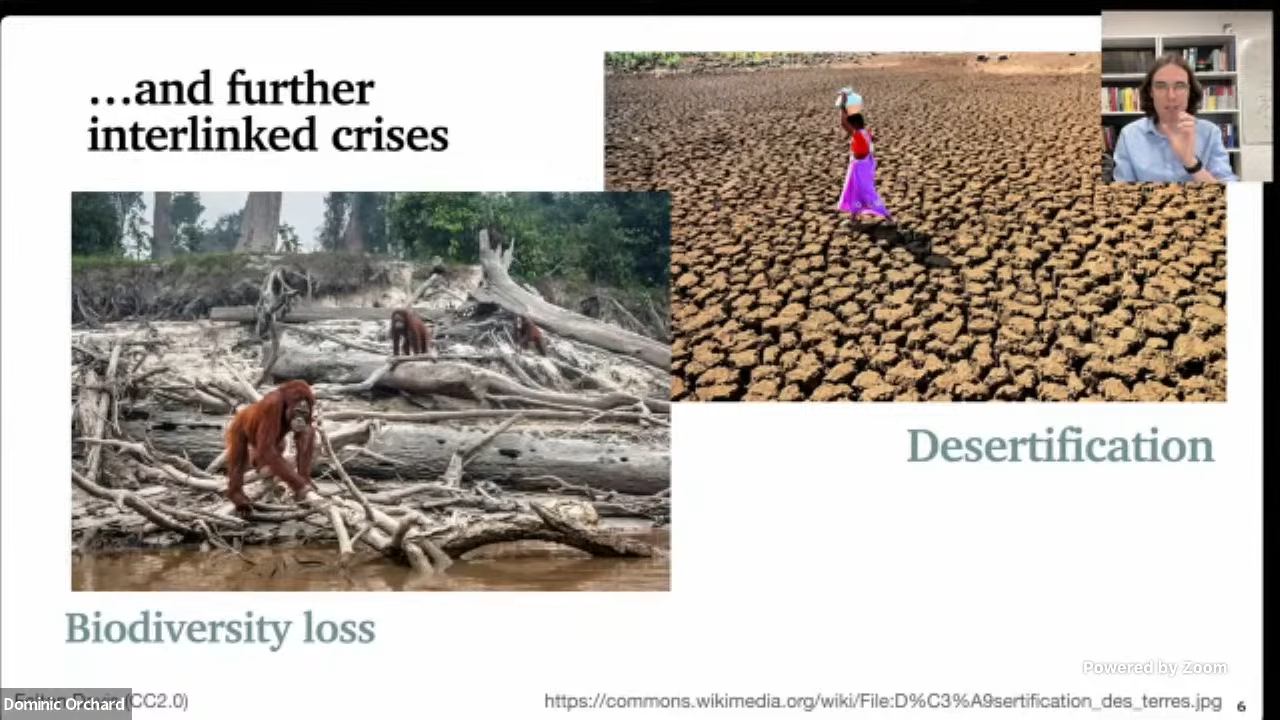 …and further
interlinked crises
Desertification
Biodiversity loss
Powered by Zoom
Dominic Orchard
(CC2.0)
https://commons.wikimedia.org/wiki/File:D%C3%A9sertification_des_terres.jpg
6